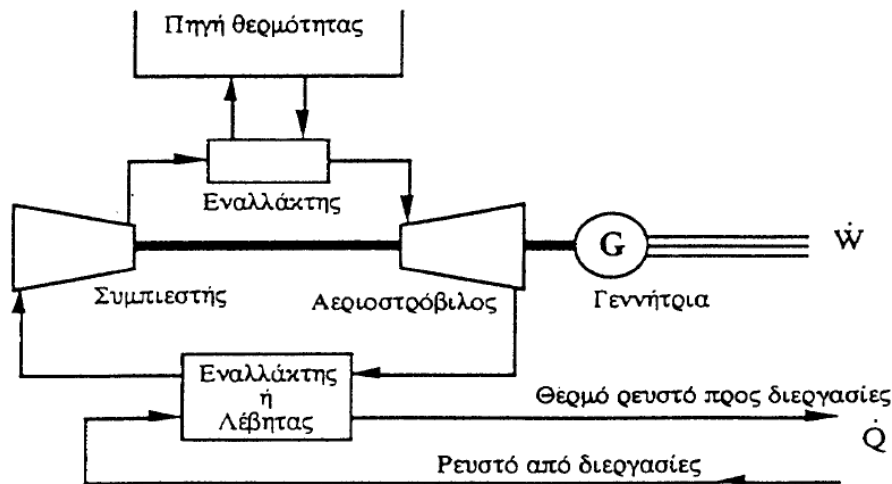 Πηγή θερμότητας
Εναλλάκτης
Συμπιεστής
Αεριοστρόβιλος
G
Γεννήτρια
Ẇ
Εναλλάκτης
ή
Λέβητας
Θερμό ρευστό προς διεργασίες
Q̇
Ρευστό από διεργασίες